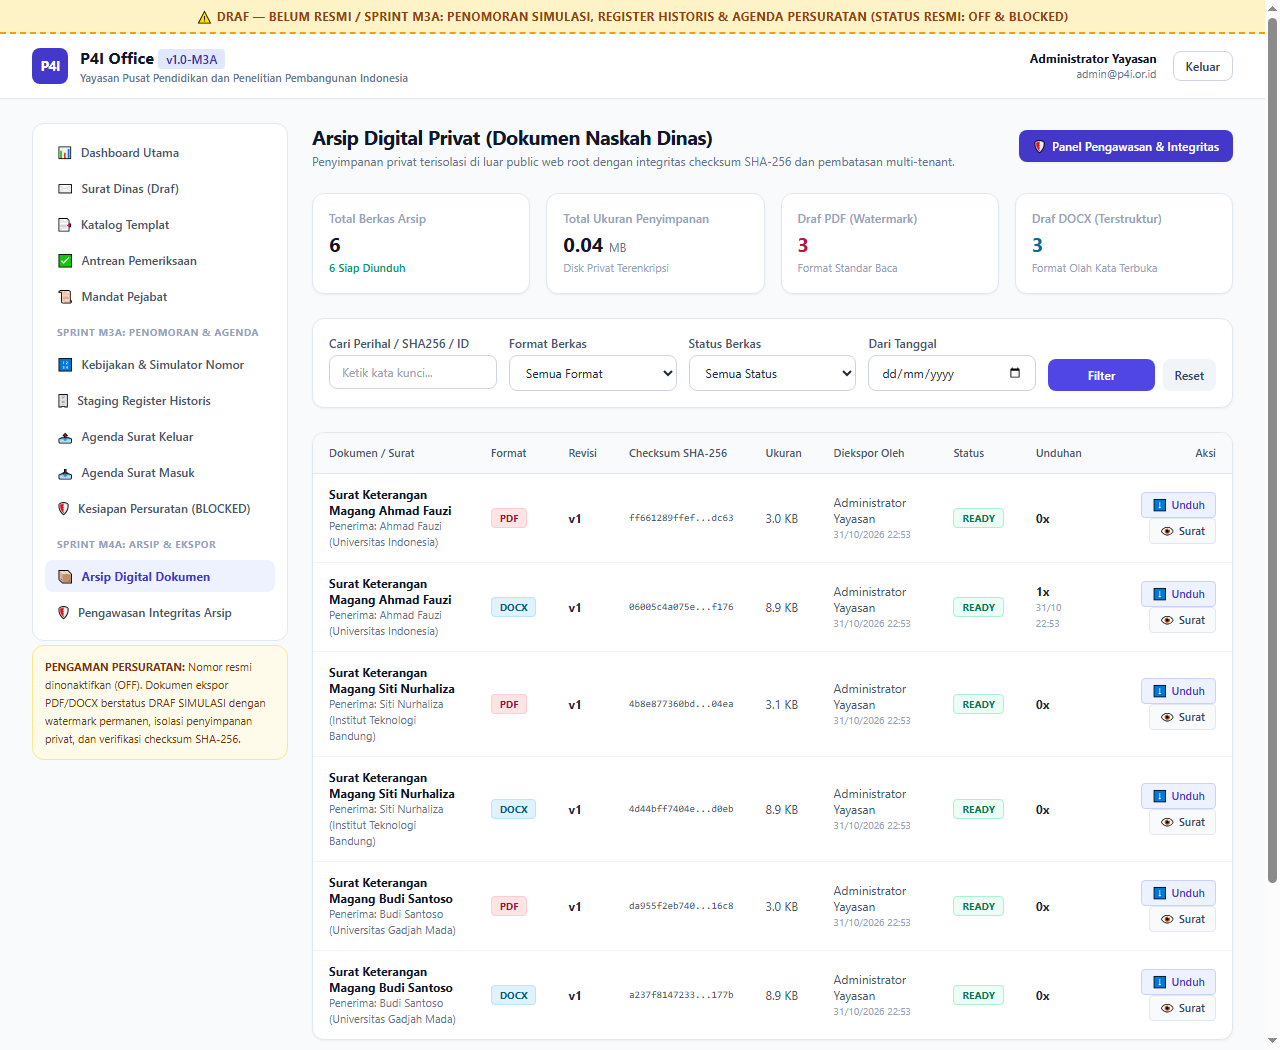 ⚠ DRAF — BELUM RESMI / SPRINT M3A: PENOMORAN SIMULASI, REGISTER HISTORIS & AGENDA PERSURATAN (STATUS RESMI: OFF & BLOCKED)
P4I
P4I Office v1.0-M3A
Yayasan Pusat Pendidikan dan Penelitian Pembangunan Indonesia
Administrator Yayasan
admin@p4i.or.id
Keluar
Dashboard Utama
Surat Dinas (Draf)
Katalog Templat
Antrean Pemeriksaan
Mandat Pejabat
SPRINT M3A: PENOMORAN & AGENDA
Kebijakan & Simulator Nomor
Staging Register Historis
Agenda Surat Keluar
Agenda Surat Masuk
Kesiapan Persuratan (BLOCKED)
SPRINT M4A: ARSIP & EKSPOR
Arsip Digital Dokumen
Pengawasan Integritas Arsip
PENGAMAN PERSURATAN: Nomor resmi
dinonaktifkan (OFF). Dokumen ekspor
PDF/DOCX berstatus DRAF SIMULASI dengan
watermark permanen, isolasi penyimpanan
privat, dan verifikasi checksum SHA-256.
Arsip Digital Privat (Dokumen Naskah Dinas)
Penyimpanan privat terisolasi di luar public web root dengan integritas checksum SHA-256 dan pembatasan multi-tenant.
Panel Pengawasan & Integritas
Total Berkas Arsip
6
6 Siap Diunduh
Total Ukuran Penyimpanan
0.04 MB
Disk Privat Terenkripsi
Draf PDF (Watermark)
3
Format Standar Baca
Draf DOCX (Terstruktur)
3
Format Olah Kata Terbuka
Cari Perihal / SHA256 / ID
Ketik kata kunci...
Format Berkas
Semua Format
Status Berkas
Semua Status
Dari Tanggal
dd/mm/yyyy
Filter
Reset
Dokumen / Surat Format Revisi Checksum SHA-256 Ukuran Diekspor Oleh Status Unduhan Aksi
Surat Keterangan
Magang Ahmad Fauzi
Penerima: Ahmad Fauzi
(Universitas Indonesia)
PDF
v1
ff661289ffef...dc63
3.0 KB
Administrator
Yayasan
31/10/2026 22:53
READY
0x
Unduh
Surat
Surat Keterangan
Magang Ahmad Fauzi
Penerima: Ahmad Fauzi
(Universitas Indonesia)
DOCX
v1
06005c4a075e...f176
8.9 KB
Administrator
Yayasan
31/10/2026 22:53
READY
1x
31/10
22:53
Unduh
Surat
Surat Keterangan
Magang Siti Nurhaliza
Penerima: Siti Nurhaliza
(Institut Teknologi
Bandung)
PDF
v1
4b8e877360bd...04ea
3.1 KB
Administrator
Yayasan
31/10/2026 22:53
READY
0x
Unduh
Surat
Surat Keterangan
Magang Siti Nurhaliza
Penerima: Siti Nurhaliza
(Institut Teknologi
Bandung)
DOCX
v1
4d44bff7404e...d0eb
8.9 KB
Administrator
Yayasan
31/10/2026 22:53
READY
0x
Unduh
Surat
Surat Keterangan
Magang Budi Santoso
Penerima: Budi Santoso
(Universitas Gadjah Mada)
PDF
v1
da955f2eb740...16c8
3.0 KB
Administrator
Yayasan
31/10/2026 22:53
READY
0x
Unduh
Surat
Surat Keterangan
Magang Budi Santoso
Penerima: Budi Santoso
(Universitas Gadjah Mada)
DOCX
v1
a237f8147233...177b
8.9 KB
Administrator
Yayasan
31/10/2026 22:53
READY
0x
Unduh
Surat